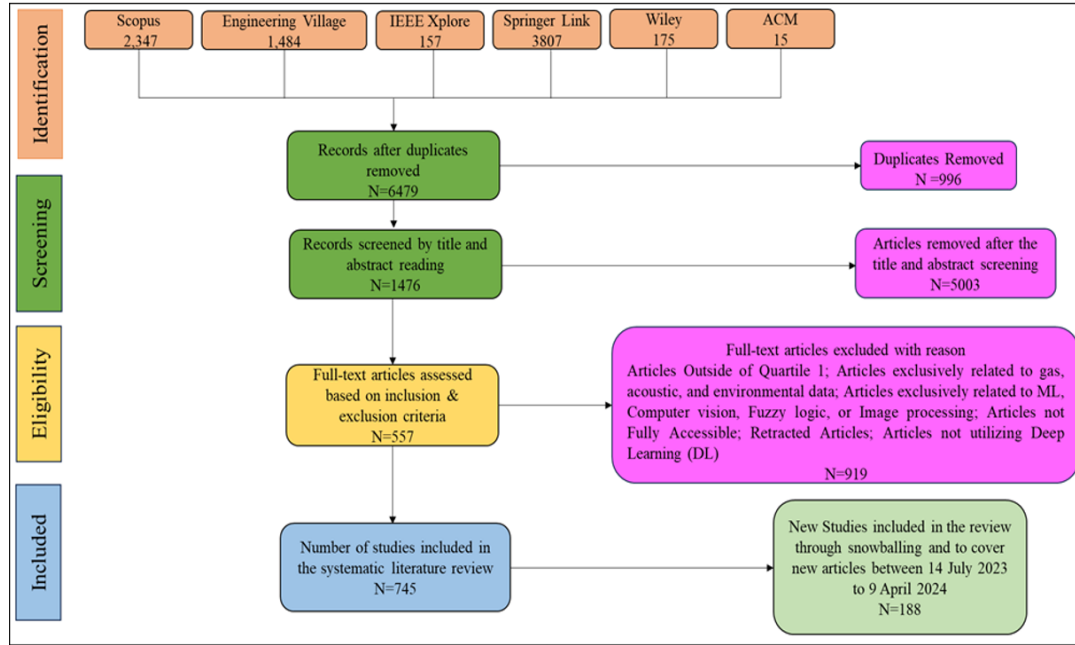 Identification
Scopus
2,347
Engineering Village
1,484
IEEE Xplore
157
Springer Link
3807
Wiley
175
ACM
15
Records after duplicates
removed
N=6479
Duplicates Removed
N =996
Screening
Records screened by title and
abstract reading
N=1476
Articles removed after the
title and abstract screening
N=5003
Eligibility
Full-text articles assessed
based on inclusion &
exclusion criteria
N=557
Full-text articles excluded with reason
Articles Outside of Quartile 1; Articles exclusively related to gas,
acoustic, and environmental data; Articles exclusively related to ML,
Computer vision, Fuzzy logic, or Image processing; Articles not
Fully Accessible; Retracted Articles; Articles not utilizing Deep
Learning (DL)
N=919
Included
Number of studies included in
the systematic literature review
N=745
New Studies included in the review
through snowballing and to cover
new articles between 14 July 2023
to 9 April 2024
N=188